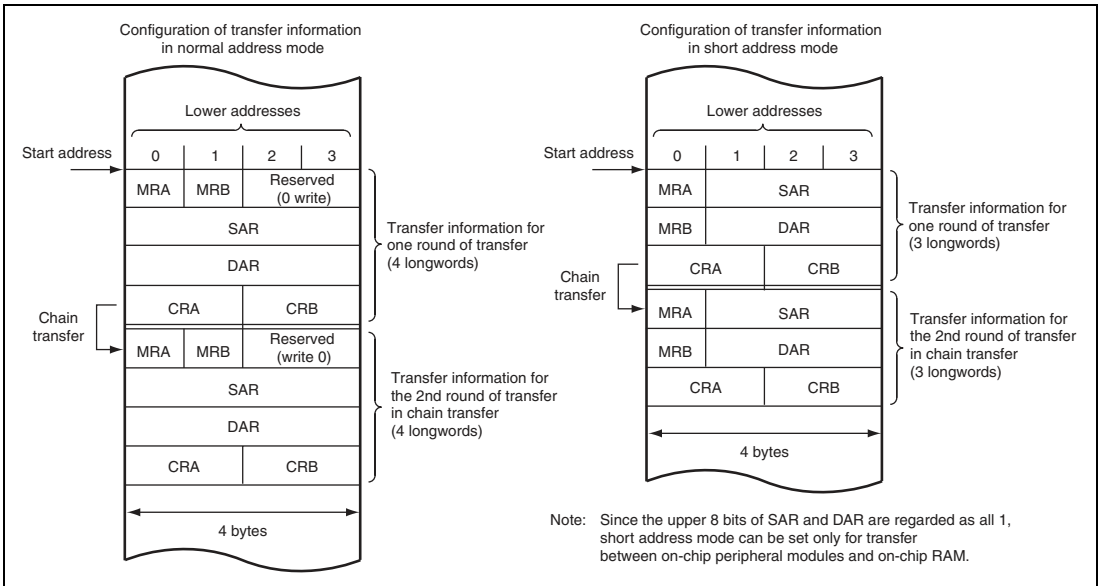 Configuration of transfer information
in normal address mode
Lower addresses
Start address
0 1 2 3
MRA MRB Reserved
(0 write)
SAR
DAR
CRA CRB
Transfer information for
one round of transfer
(4 longwords)
Chain
transfer
MRA MRB Reserved
(write 0)
SAR
DAR
CRA CRB
Transfer information for
the 2nd round of transfer
in chain transfer
(4 longwords)
4 bytes
Configuration of transfer information
in short address mode
Lower addresses
Start address
0 1 2 3
MRA SAR
MRB DAR
CRA CRB
Transfer information for
one round of transfer
(3 longwords)
Chain
transfer
MRA SAR
MRB DAR
CRA CRB
Transfer information for
the 2nd round of transfer
in chain transfer
(3 longwords)
4 bytes
Note: Since the upper 8 bits of SAR and DAR are regarded as all 1,
short address mode can be set only for transfer
between on-chip peripheral modules and on-chip RAM.